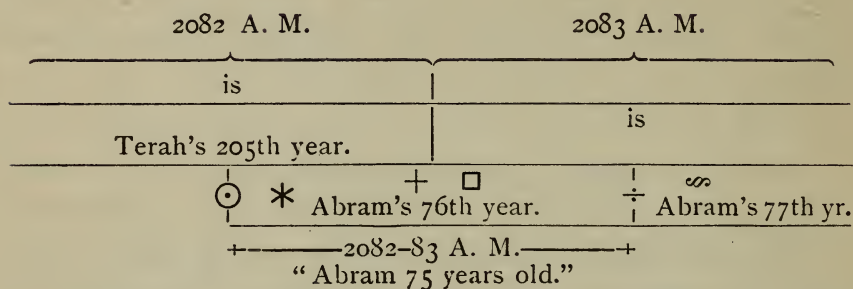 2082 A. M. 2083 A. M.
is
is
Terah's 205th year.
⊙ * + □ ÷ ∽
Abram's 76th year. Abram's 77th yr.
+——2082–83 A. M.——+
“Abram 75 years old.”